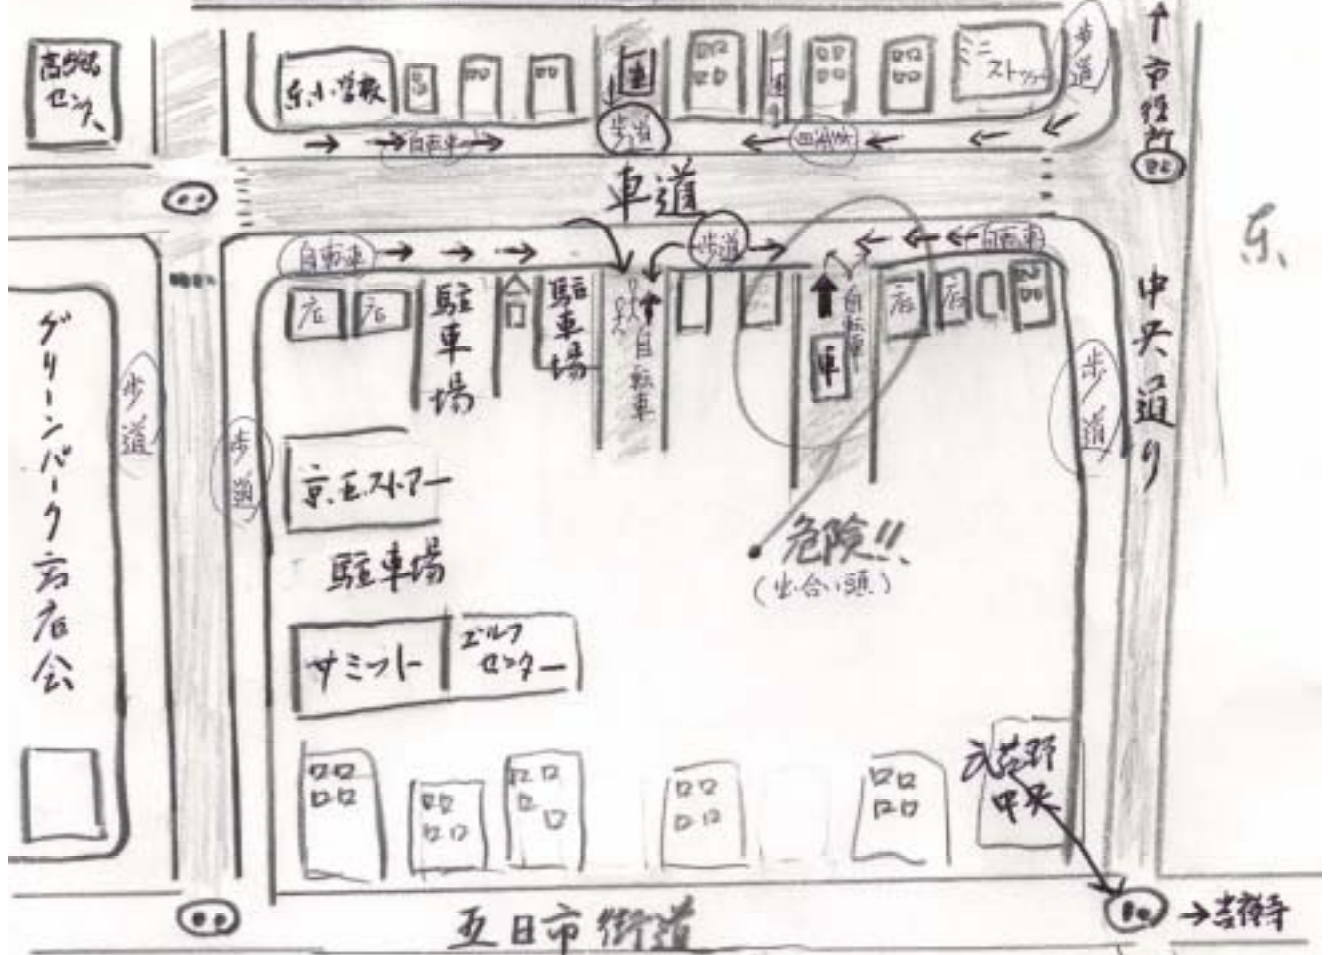 センター
小学校
ミニ
ストップ
歩道
↑市役所
車
歩道
自転車
自転車
車道
东
自転車
歩道
自転車
店
店
駐車場
駐車場
自転車
車
自転車
店
店
中央通り
歩道
歩道
歩道
グリーンパーク商店会
京王ストアー
駐車場
危険!!
(出合い頭)
サミット
ゴルフ
センター
武蔵野
中央
五日市街道
→吉祥寺